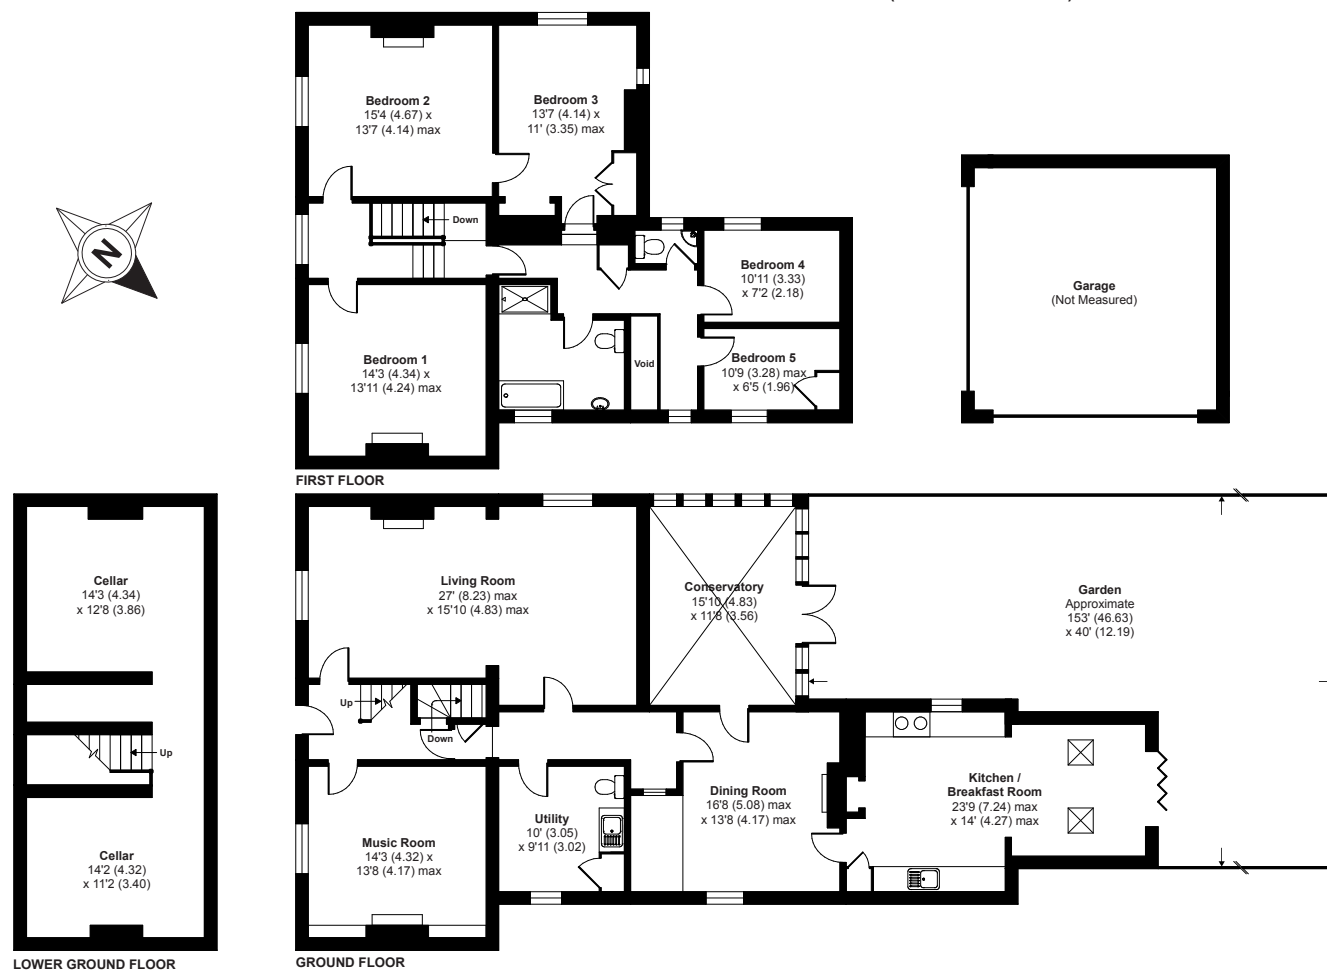 Bedroom 2
15'4 (4.67) x
13'7 (4.14) max
Bedroom 3
13'7 (4.14) x
11' (3.35) max
Down
N
Bedroom 4
10'11 (3.33)
x 7'2 (2.18)
Garage
(Not Measured)
Bedroom 1
14'3 (4.34) x
13'11 (4.24) max
Void
Bedroom 5
10'9 (3.28) max
x 6'5 (1.96)
FIRST FLOOR
Cellar
14'3 (4.34)
x 12'8 (3.86)
Living Room
27' (8.23) max
x 15'10 (4.83) max
Conservatory
15'10 (4.83)
x 11'8 (3.56)
Garden
Approximate
153' (46.63)
x 40' (12.19)
Up
Down
Up
Kitchen /
Breakfast Room
23'9 (7.24) max
x 14' (4.27) max
Dining Room
16'8 (5.08) max
x 13'8 (4.17) max
Utility
10' (3.05)
x 9'11 (3.02)
Music Room
14'3 (4.32) x
13'8 (4.17) max
Cellar
14'2 (4.32)
x 11'2 (3.40)
LOWER GROUND FLOOR
GROUND FLOOR